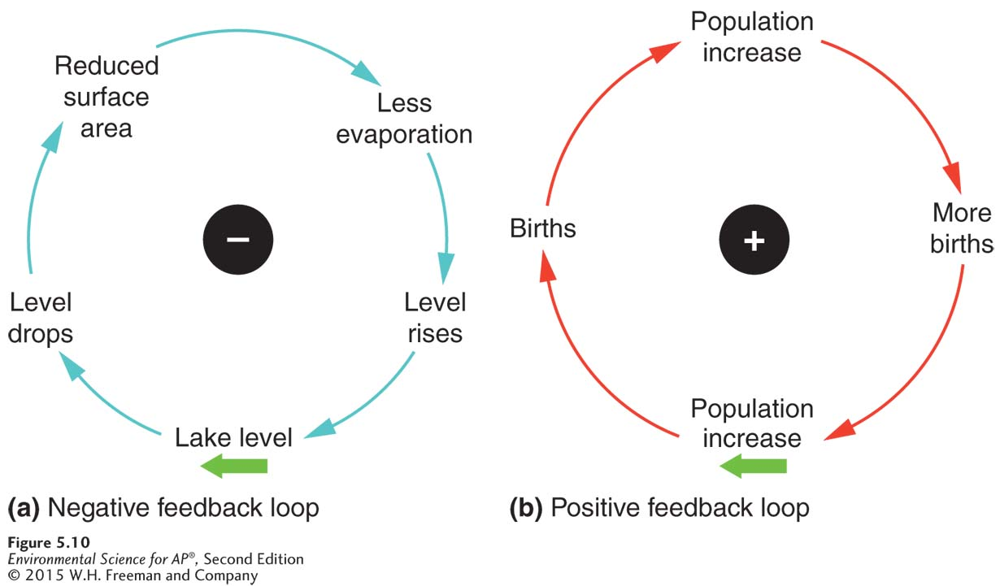 Reduced
surface
area
Less
evaporation
−
Level
rises
Lake level
Level
drops
(a) Negative feedback loop
Population
increase
More
births
+
Population
increase
Births
(b) Positive feedback loop
Figure 5.10
Environmental Science for AP®, Second Edition
© 2015 W.H. Freeman and Company